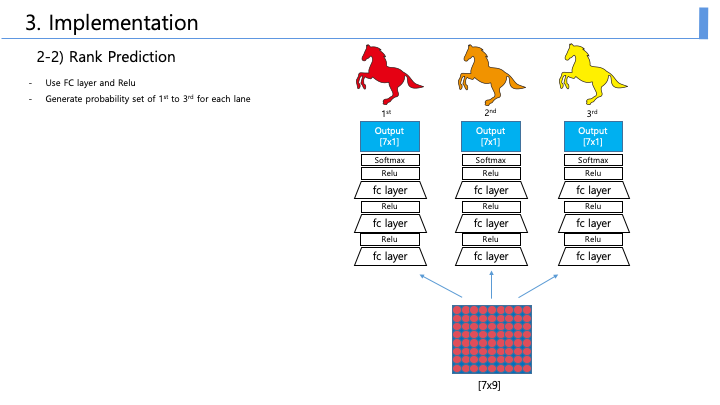 3. Implementation
2-2) Rank Prediction
- Use FC layer and Relu
- Generate probability set of 1st to 3rd for each lane
1st 2nd 3rd
Output Output Output
[7x1] [7x1] [7x1]
Softmax Softmax Softmax
Relu Relu Relu
fc layer fc layer fc layer
Relu Relu Relu
fc layer fc layer fc layer
Relu Relu Relu
fc layer fc layer fc layer
[7x9]